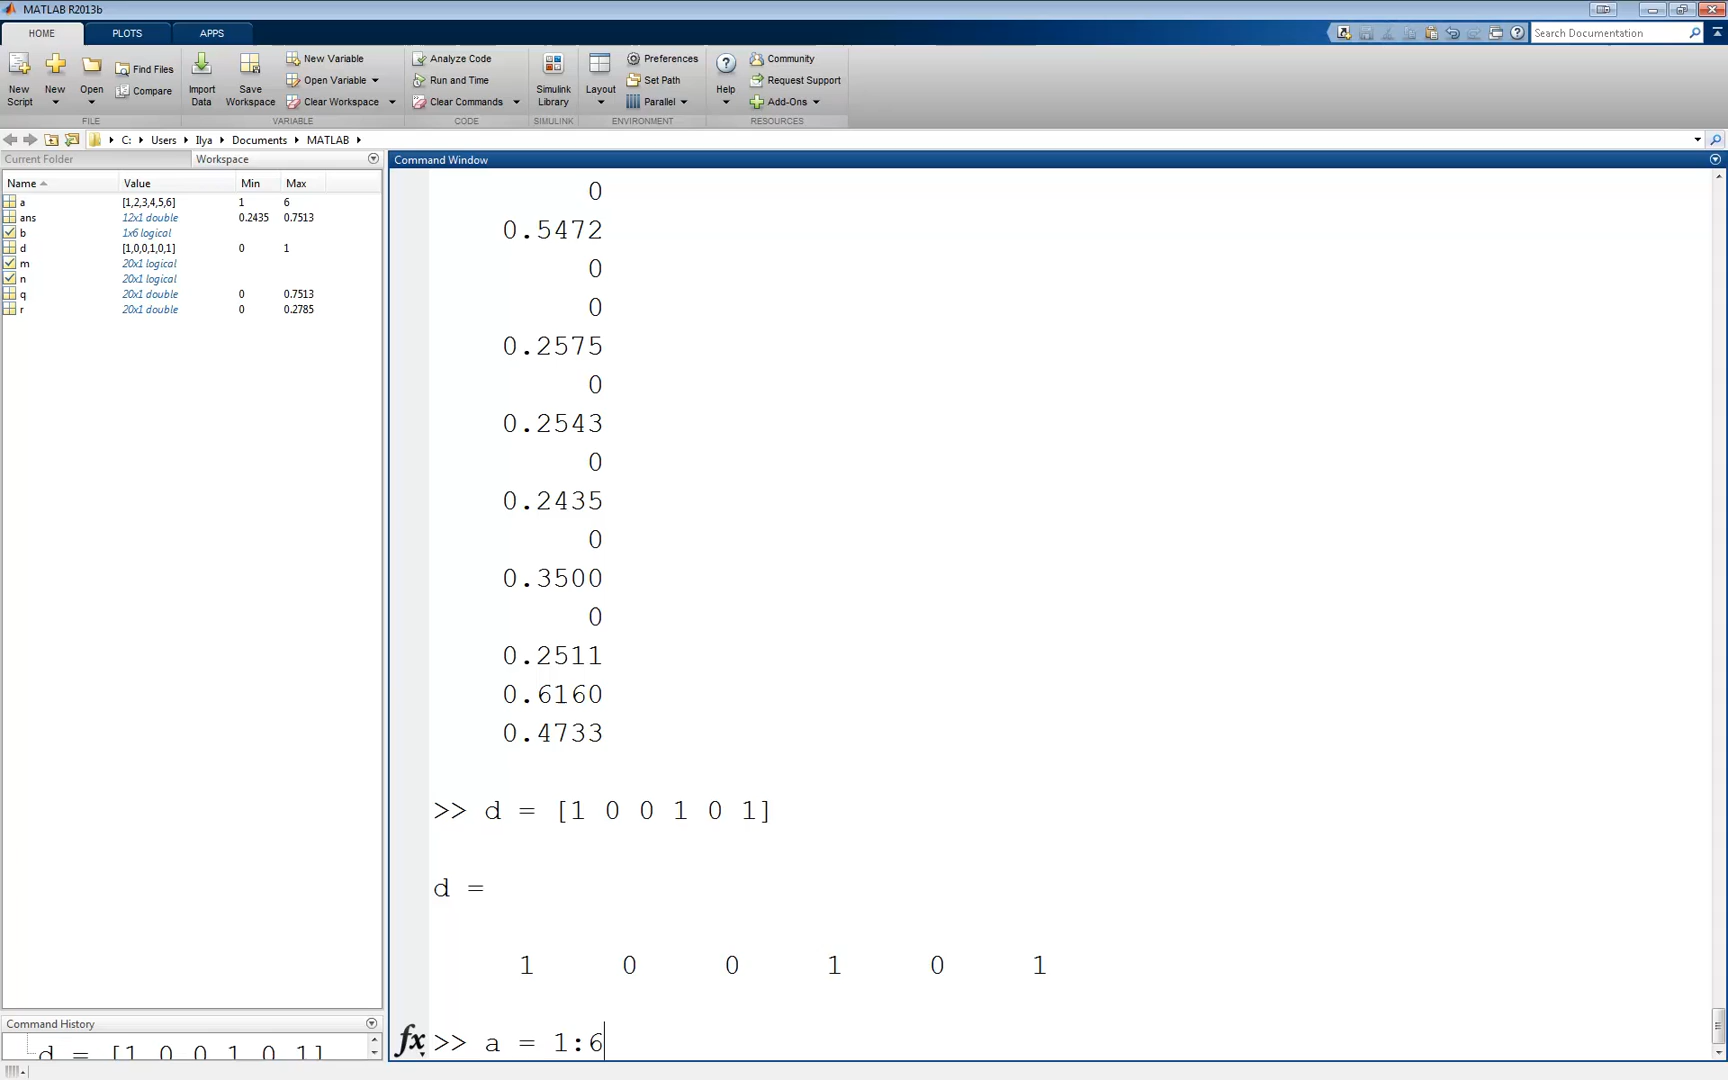 MATLAB R2013b
HOME
PLOTS
APPS
Search Documentation
New Script
New
Open
Find Files
Compare
FILE
Import Data
Save Workspace
New Variable
Open Variable
Clear Workspace
VARIABLE
Analyze Code
Run and Time
Clear Commands
CODE
Simulink Library
SIMULINK
Layout
Preferences
Set Path
Parallel
ENVIRONMENT
Help
Community
Request Support
Add-Ons
RESOURCES
C: Users Ilya Documents MATLAB
Current Folder
Workspace
Name Value Min Max
a [1,2,3,4,5,6] 1 6
ans 12x1 double 0.2435 0.7513
b 1x6 logical
d [1,0,0,1,0,1] 0 1
m 20x1 logical
n 20x1 logical
q 20x1 double 0 0.7513
r 20x1 double 0 0.2785
Command History
d = [1 0 0 1 0 1]
Command Window
0
0.5472
0
0
0.2575
0
0.2543
0
0.2435
0
0.3500
0
0.2511
0.6160
0.4733
>> d = [1 0 0 1 0 1]
d =
1 0 0 1 0 1
fx >> a = 1:6